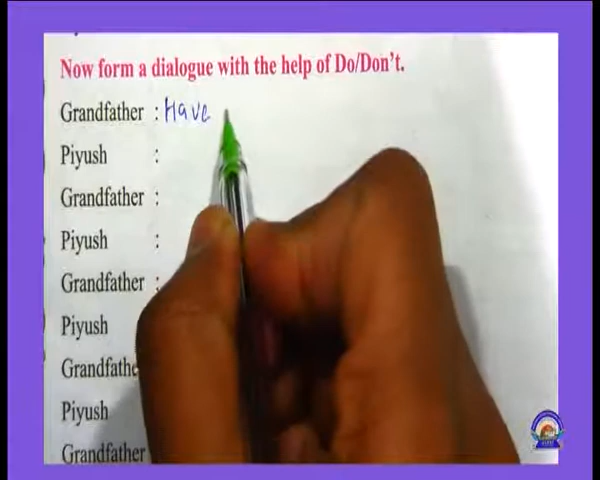 Now form a dialogue with the help of Do/Don't.
Grandfather : Have
Piyush :
Grandfather :
Piyush :
Grandfather :
Piyush
Grandfathe
Piyush
Grandfather